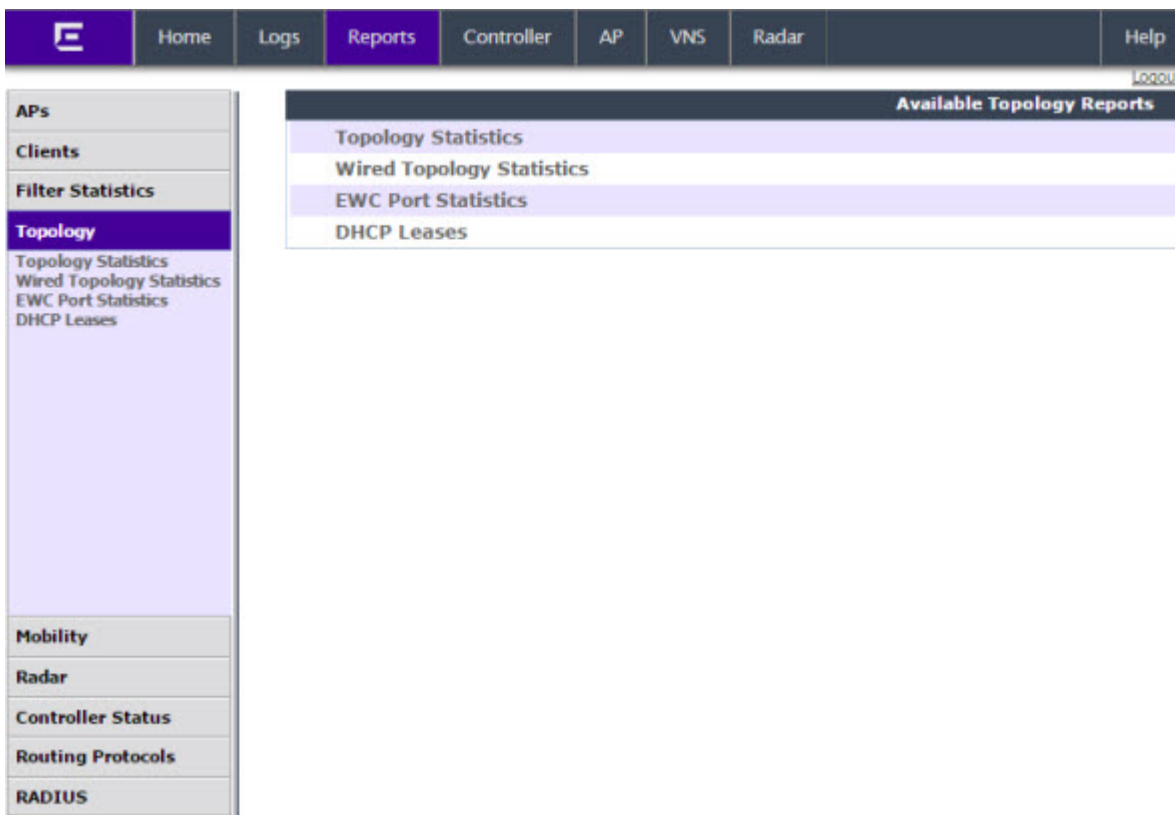 Home Logs Reports Controller AP VNS Radar Help
Logou
APs
Clients
Filter Statistics
Topology
Topology Statistics
Wired Topology Statistics
EWC Port Statistics
DHCP Leases
Mobility
Radar
Controller Status
Routing Protocols
RADIUS
Available Topology Reports
Topology Statistics
Wired Topology Statistics
EWC Port Statistics
DHCP Leases